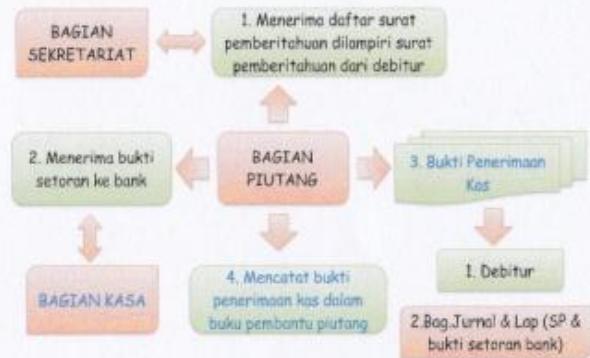 BAGIAN
SEKRETARIAT
1. Menerima daftar surat
pemberitahuan dilampiri surat
pemberitahuan dari debitur
2. Menerima bukti
setoran ke bank
BAGIAN
PIUTANG
3. Bukti Penerimaan
Kas
BAGIAN KASA
4. Mencatat bukti
penerimaan kas dalam
buku pembantu piutang
1. Debitur
2.Bag.Jurnal & Lap (SP &
bukti setoran bank)